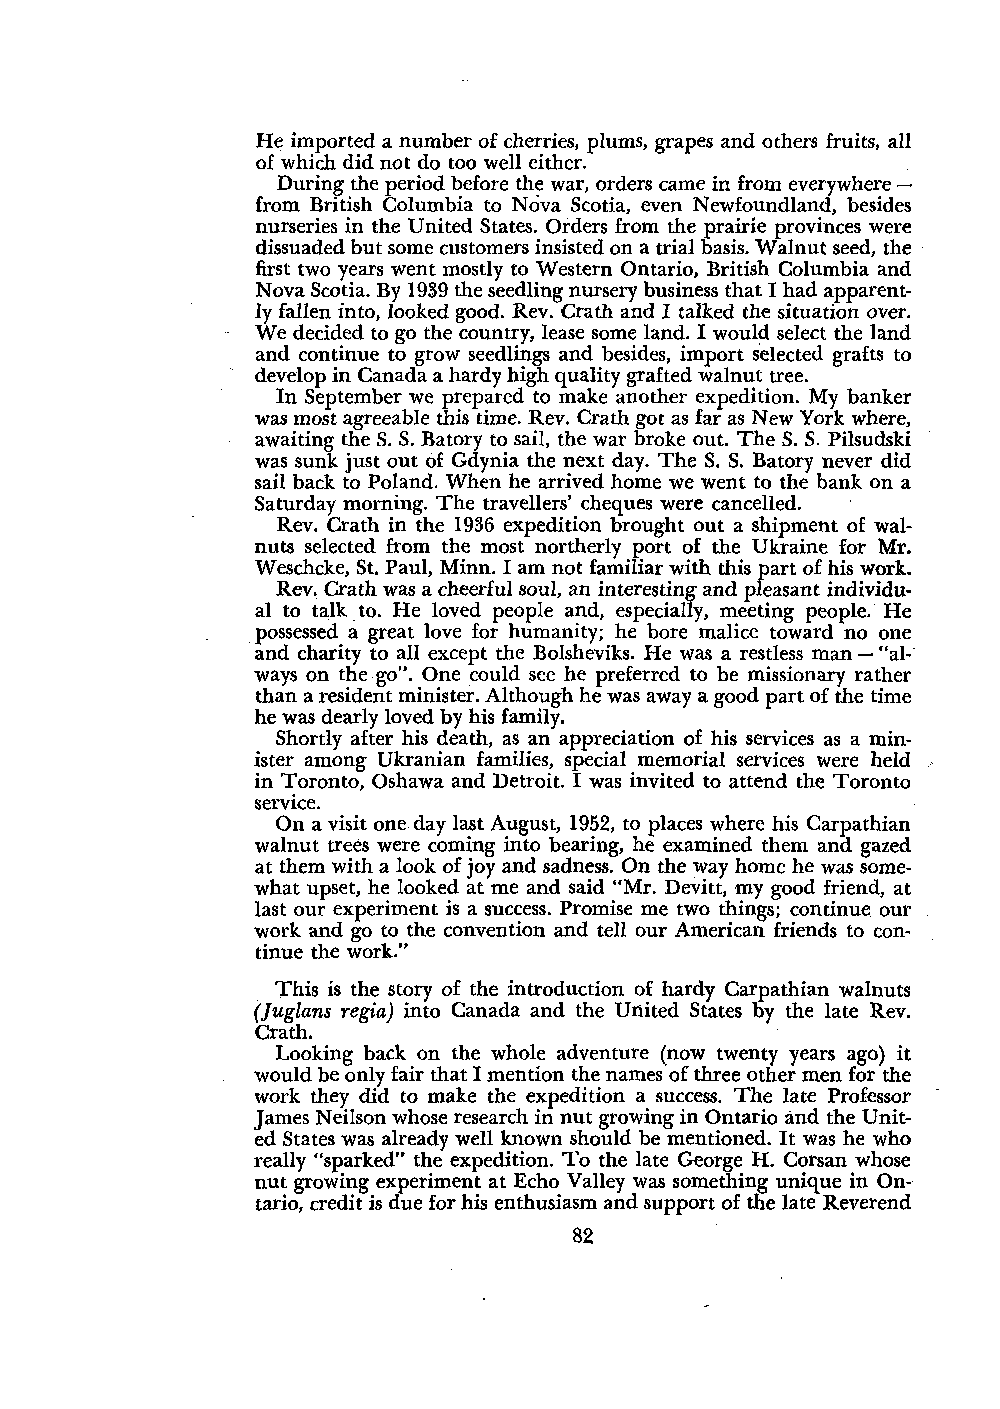 He imported a number of cherries, plums, grapes and others fruits, all
of which did not do too well either.
During the period before the war, orders came in from everywhere —
from British Columbia to Nova Scotia, even Newfoundland, besides
nurseries in the United States. Orders from the prairie provinces were
dissuaded but some customers insisted on a trial basis. Walnut seed, the
first two years went mostly to Western Ontario, British Columbia and
Nova Scotia. By 1939 the seedling nursery business that I had apparent-
ly fallen into, looked good. Rev. Crath and I talked the situation over.
We decided to go the country, lease some land. I would select the land
and continue to grow seedlings and besides, import selected grafts to
develop in Canada a hardy high quality grafted walnut tree.
In September we prepared to make another expedition. My banker
was most agreeable this time. Rev. Crath got as far as New York where,
awaiting the S. S. Batory to sail, the war broke out. The S. S. Pilsudski
was sunk just out of Gdynia the next day. The S. S. Batory never did
sail back to Poland. When he arrived home we went to the bank on a
Saturday morning. The travellers' cheques were cancelled.
Rev. Crath in the 1936 expedition brought out a shipment of wal-
nuts selected from the most northerly port of the Ukraine for Mr.
Weschcke, St. Paul, Minn. I am not familiar with this part of his work.
Rev. Crath was a cheerful soul, an interesting and pleasant individu-
al to talk to. He loved people and, especially, meeting people. He
possessed a great love for humanity; he bore malice toward no one
and charity to all except the Bolsheviks. He was a restless man — "al-
ways on the go". One could see he preferred to be missionary rather
than a resident minister. Although he was away a good part of the time
he was dearly loved by his family.
Shortly after his death, as an appreciation of his services as a min-
ister among Ukranian families, special memorial services were held
in Toronto, Oshawa and Detroit. I was invited to attend the Toronto
service.
On a visit one day last August, 1952, to places where his Carpathian
walnut trees were coming into bearing, he examined them and gazed
at them with a look of joy and sadness. On the way home he was some-
what upset, he looked at me and said "Mr. Devitt, my good friend, at
last our experiment is a success. Promise me two things; continue our
work and go to the convention and tell our American friends to con-
tinue the work."
This is the story of the introduction of hardy Carpathian walnuts
(Juglans regia) into Canada and the United States by the late Rev.
Crath.
Looking back on the whole adventure (now twenty years ago) it
would be only fair that I mention the names of three other men for the
work they did to make the expedition a success. The late Professor
James Neilson whose research in nut growing in Ontario and the Unit-
ed States was already well known should be mentioned. It was he who
really "sparked" the expedition. To the late George H. Corsan whose
nut growing experiment at Echo Valley was something unique in On-
tario, credit is due for his enthusiasm and support of the late Reverend
82